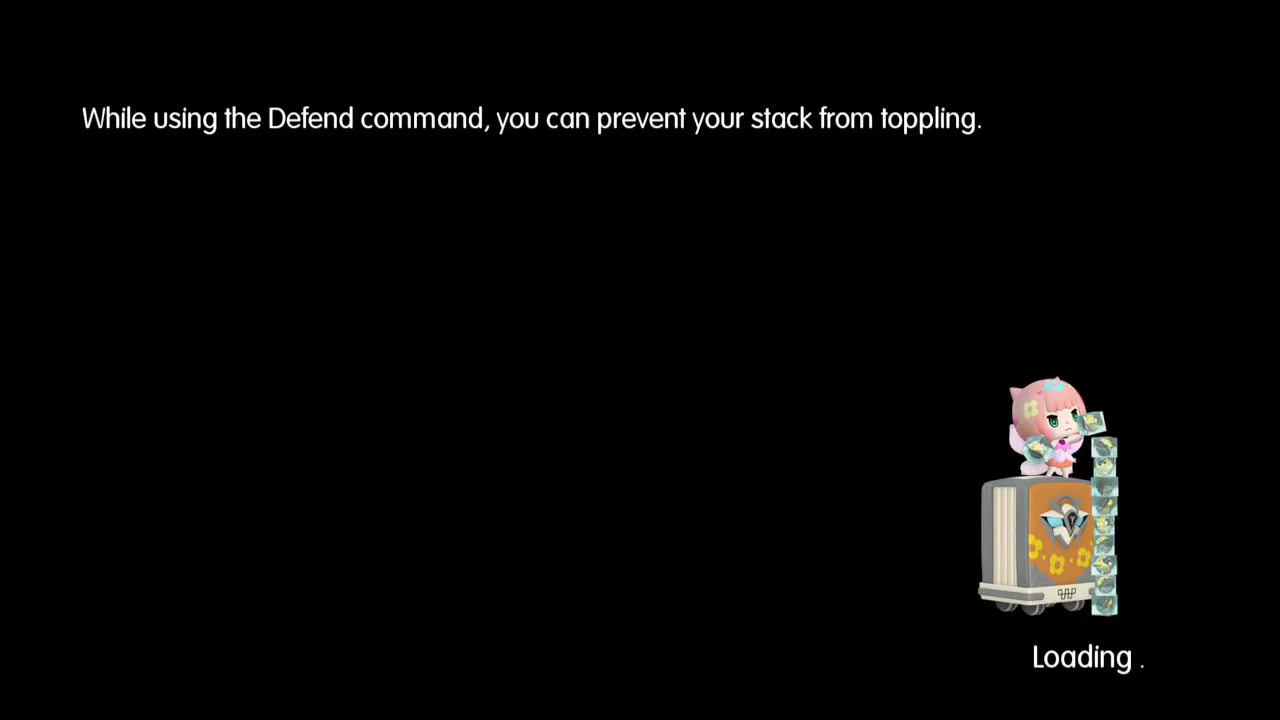 While using the Defend command, you can prevent your stack from toppling.
Loading .